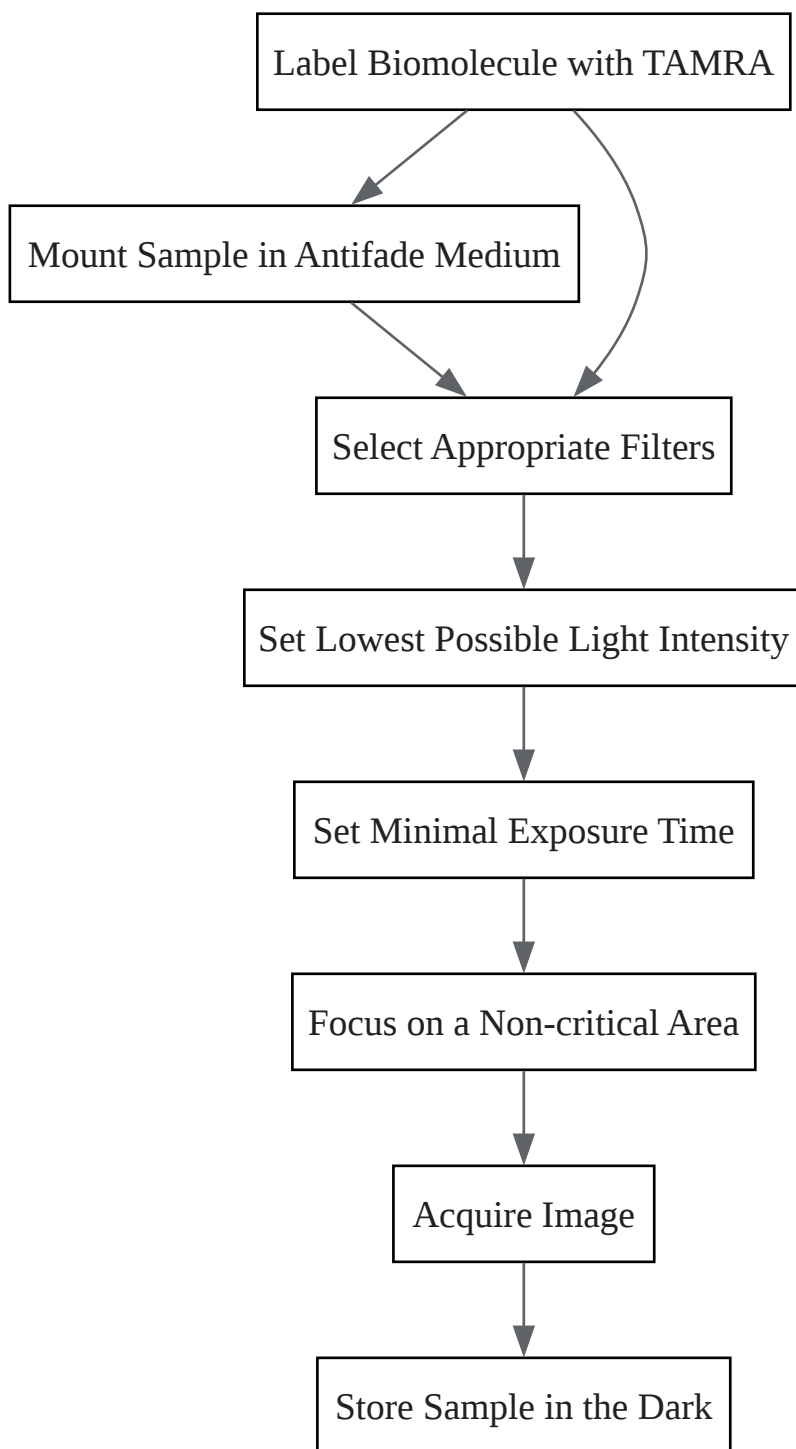 Label Biomolecule with TAMRA
Mount Sample in Antifade Medium
Select Appropriate Filters
Set Lowest Possible Light Intensity
Set Minimal Exposure Time
Focus on a Non-critical Area
Acquire Image
Store Sample in the Dark